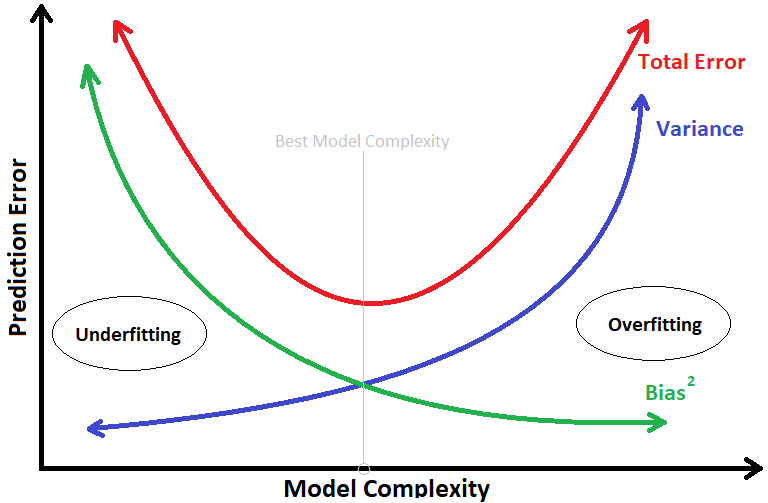 Total Error
Variance
Best Model Complexity
Prediction Error
Underfitting
Overfitting
Bias²
Model Complexity